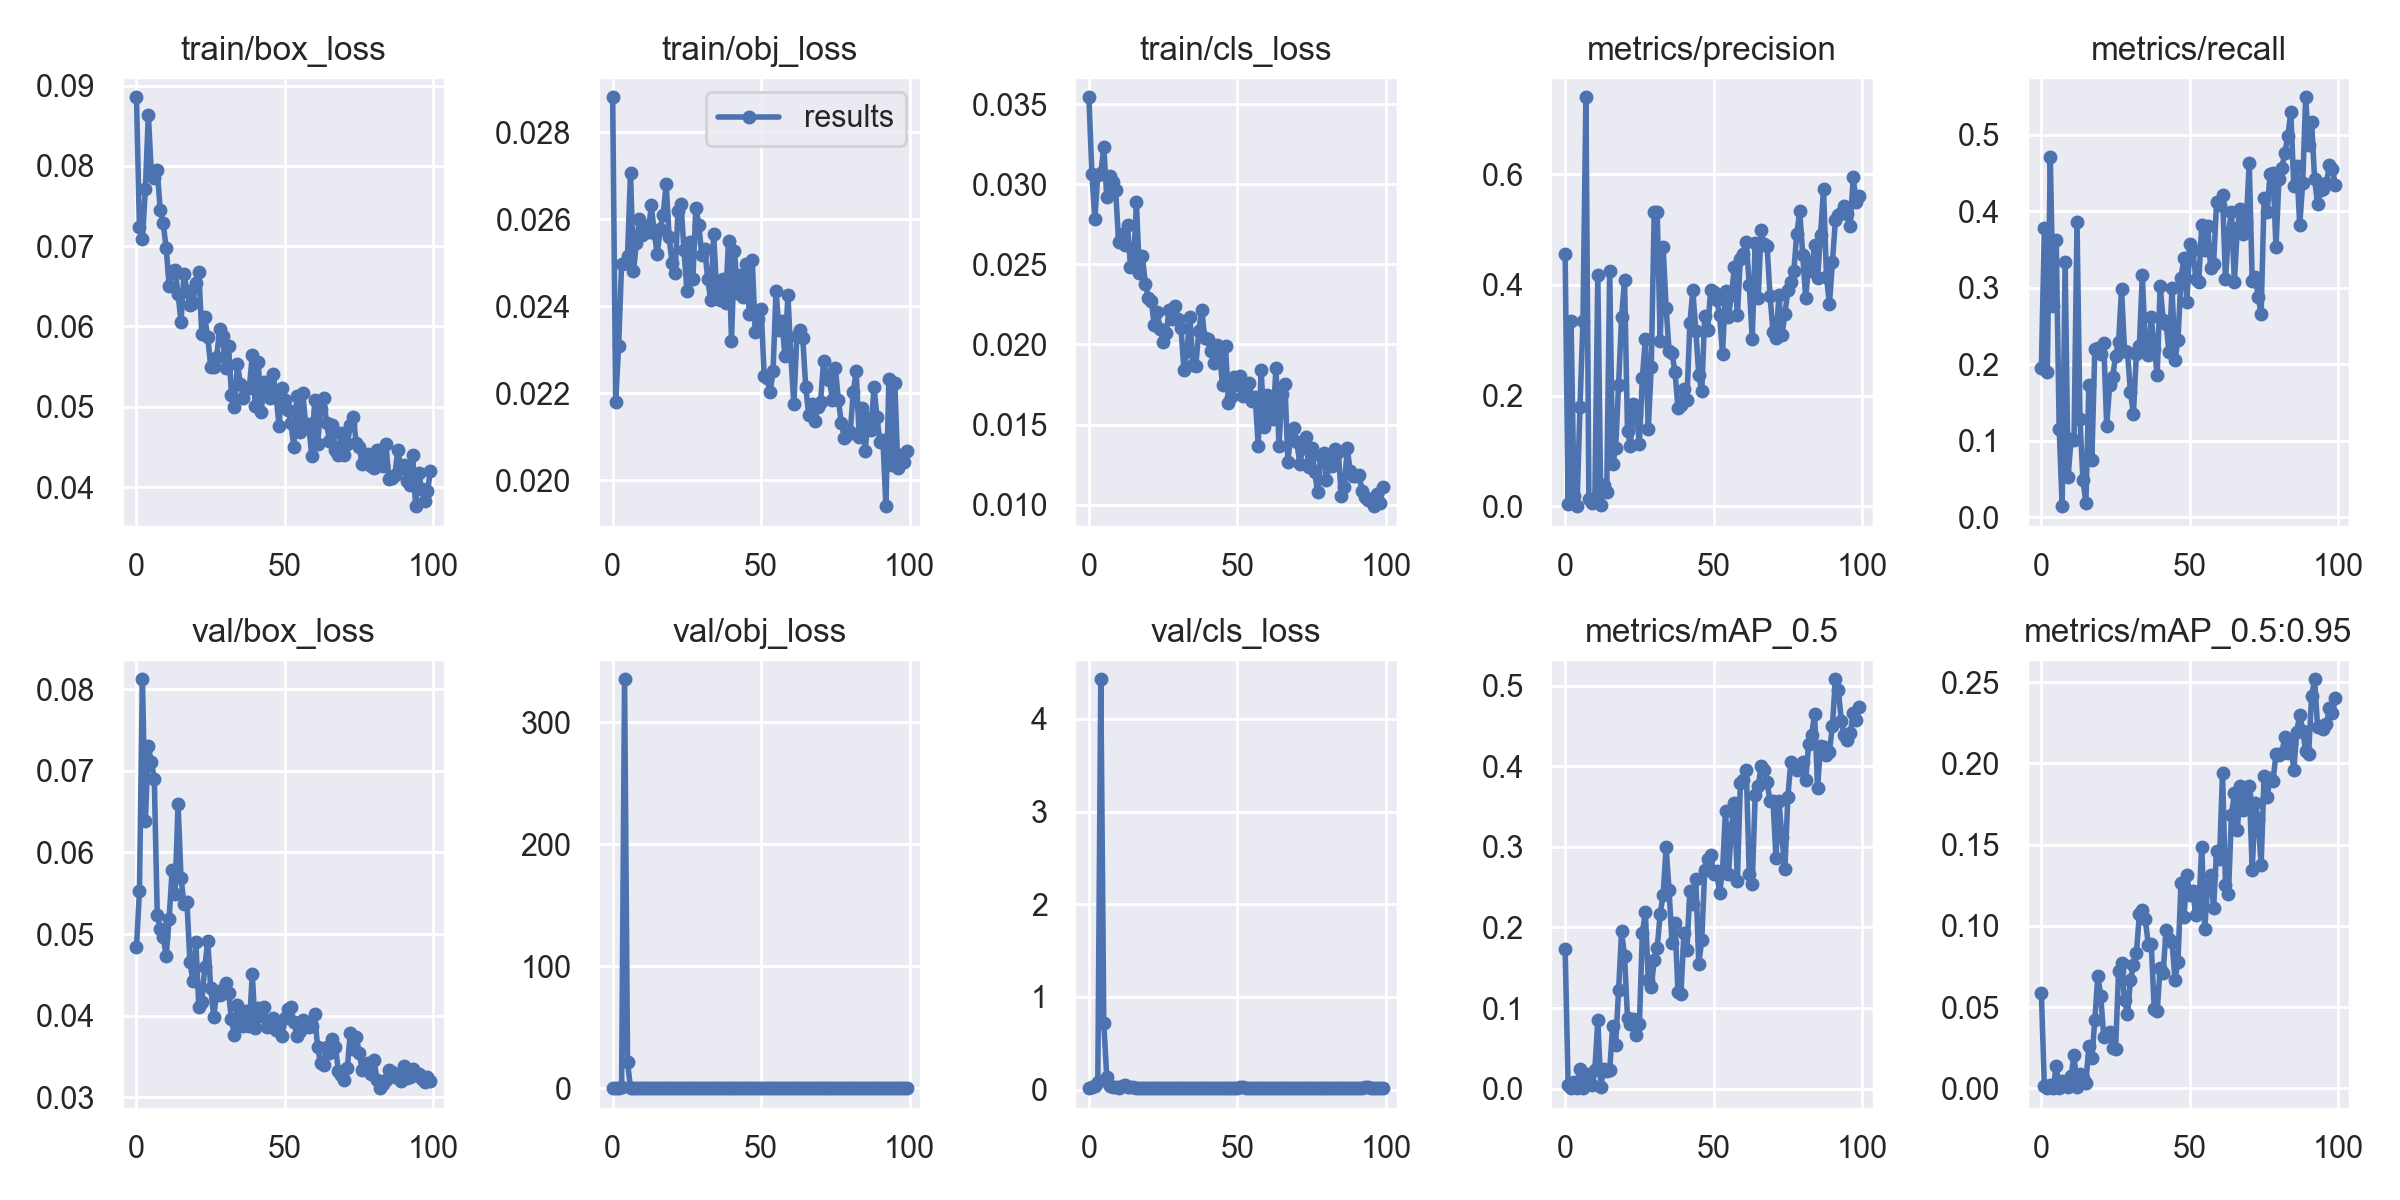 train/box_loss
0.09
0.08
0.07
0.06
0.05
0.04
0 50 100
train/obj_loss
results
0.028
0.026
0.024
0.022
0.020
0 50 100
train/cls_loss
0.035
0.030
0.025
0.020
0.015
0.010
0 50 100
metrics/precision
0.6
0.4
0.2
0.0
0 50 100
metrics/recall
0.5
0.4
0.3
0.2
0.1
0.0
0 50 100
val/box_loss
0.08
0.07
0.06
0.05
0.04
0.03
0 50 100
val/obj_loss
300
200
100
0
0 50 100
val/cls_loss
4
3
2
1
0
0 50 100
metrics/mAP_0.5
0.5
0.4
0.3
0.2
0.1
0.0
0 50 100
metrics/mAP_0.5:0.95
0.25
0.20
0.15
0.10
0.05
0.00
0 50 100